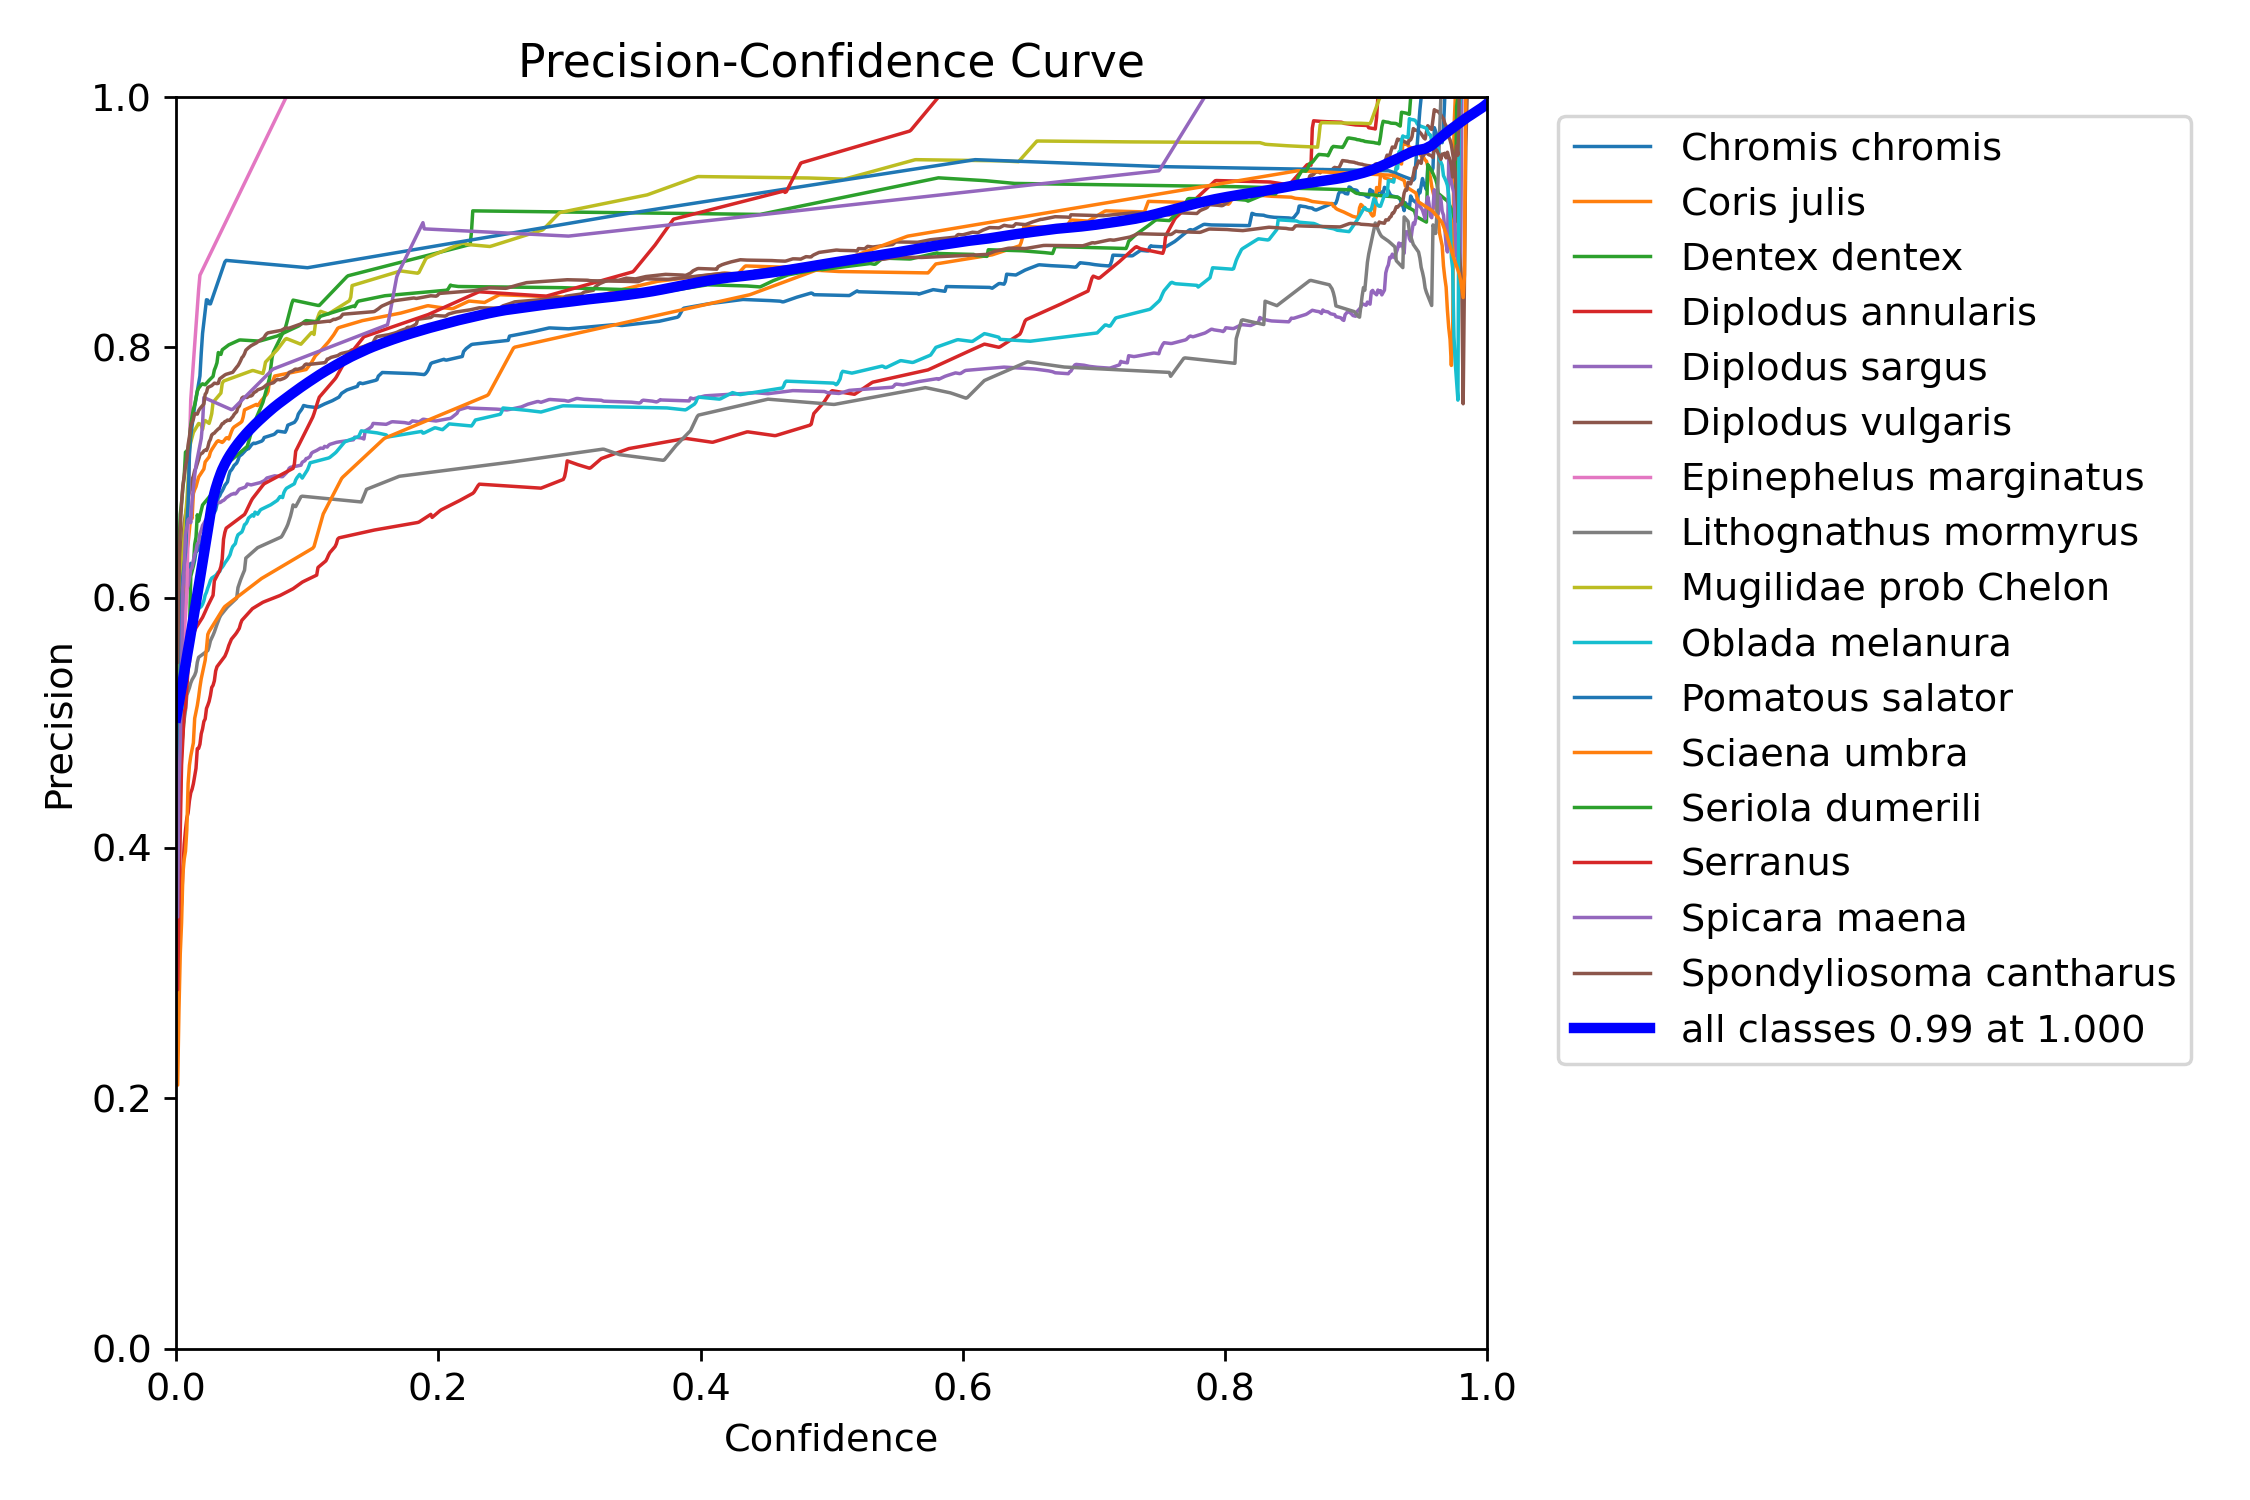 Precision-Confidence Curve
1.0
0.8
0.6
0.4
0.2
0.0
Precision
0.0 0.2 0.4 0.6 0.8 1.0
Confidence
Chromis chromis
Coris julis
Dentex dentex
Diplodus annularis
Diplodus sargus
Diplodus vulgaris
Epinephelus marginatus
Lithognathus mormyrus
Mugilidae prob Chelon
Oblada melanura
Pomatous salator
Sciaena umbra
Seriola dumerili
Serranus
Spicara maena
Spondyliosoma cantharus
all classes 0.99 at 1.000